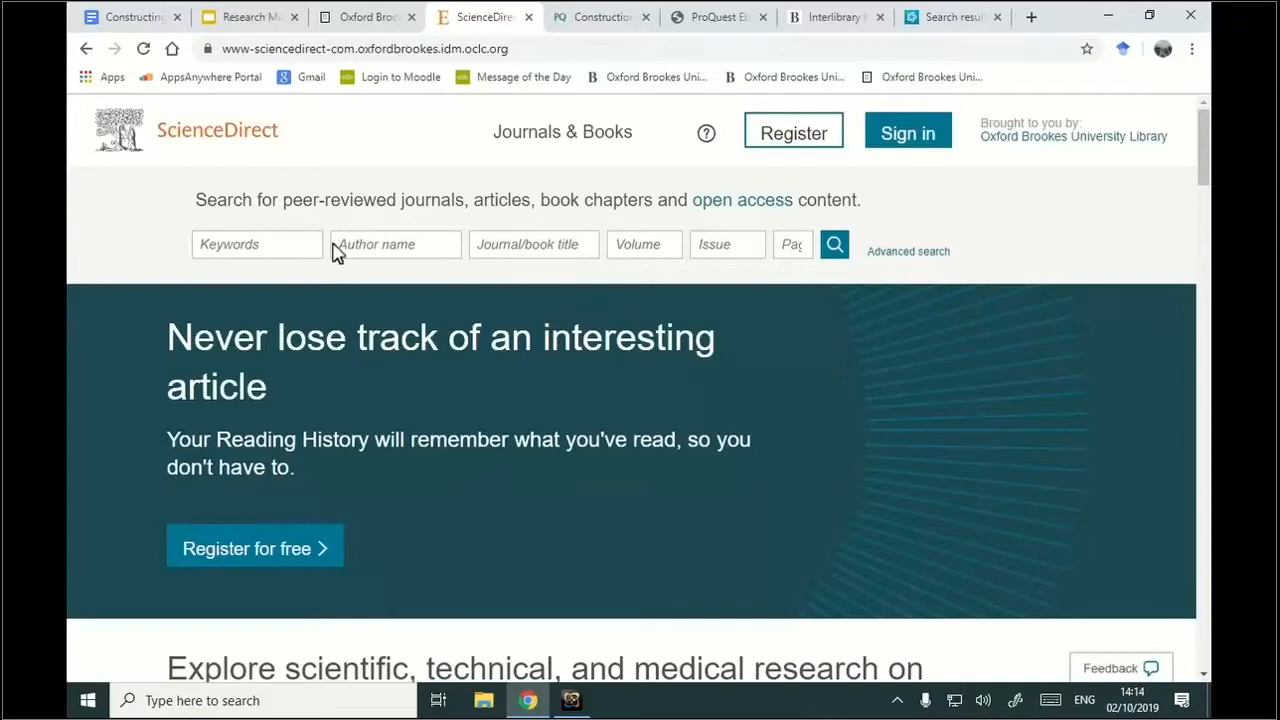 Constructing
Research M
Oxford Broo
ScienceDire
Construction
ProQuest Eb
Interlibrary
Search resul
www-sciencedirect-com.oxfordbrookes.idm.oclc.org
Apps
AppsAnywhere Portal
Gmail
Login to Moodle
Message of the Day
Oxford Brookes Uni...
Oxford Brookes Uni...
Oxford Brookes Uni...
ScienceDirect
Journals & Books
Register
Sign in
Brought to you by:
Oxford Brookes University Library
Search for peer-reviewed journals, articles, book chapters and open access content.
Keywords
Author name
Journal/book title
Volume
Issue
Pag
Advanced search
Never lose track of an interesting
article
Your Reading History will remember what you've read, so you
don't have to.
Register for free
Explore scientific, technical, and medical research on
Feedback
Type here to search
ENG
14:14
02/10/2019